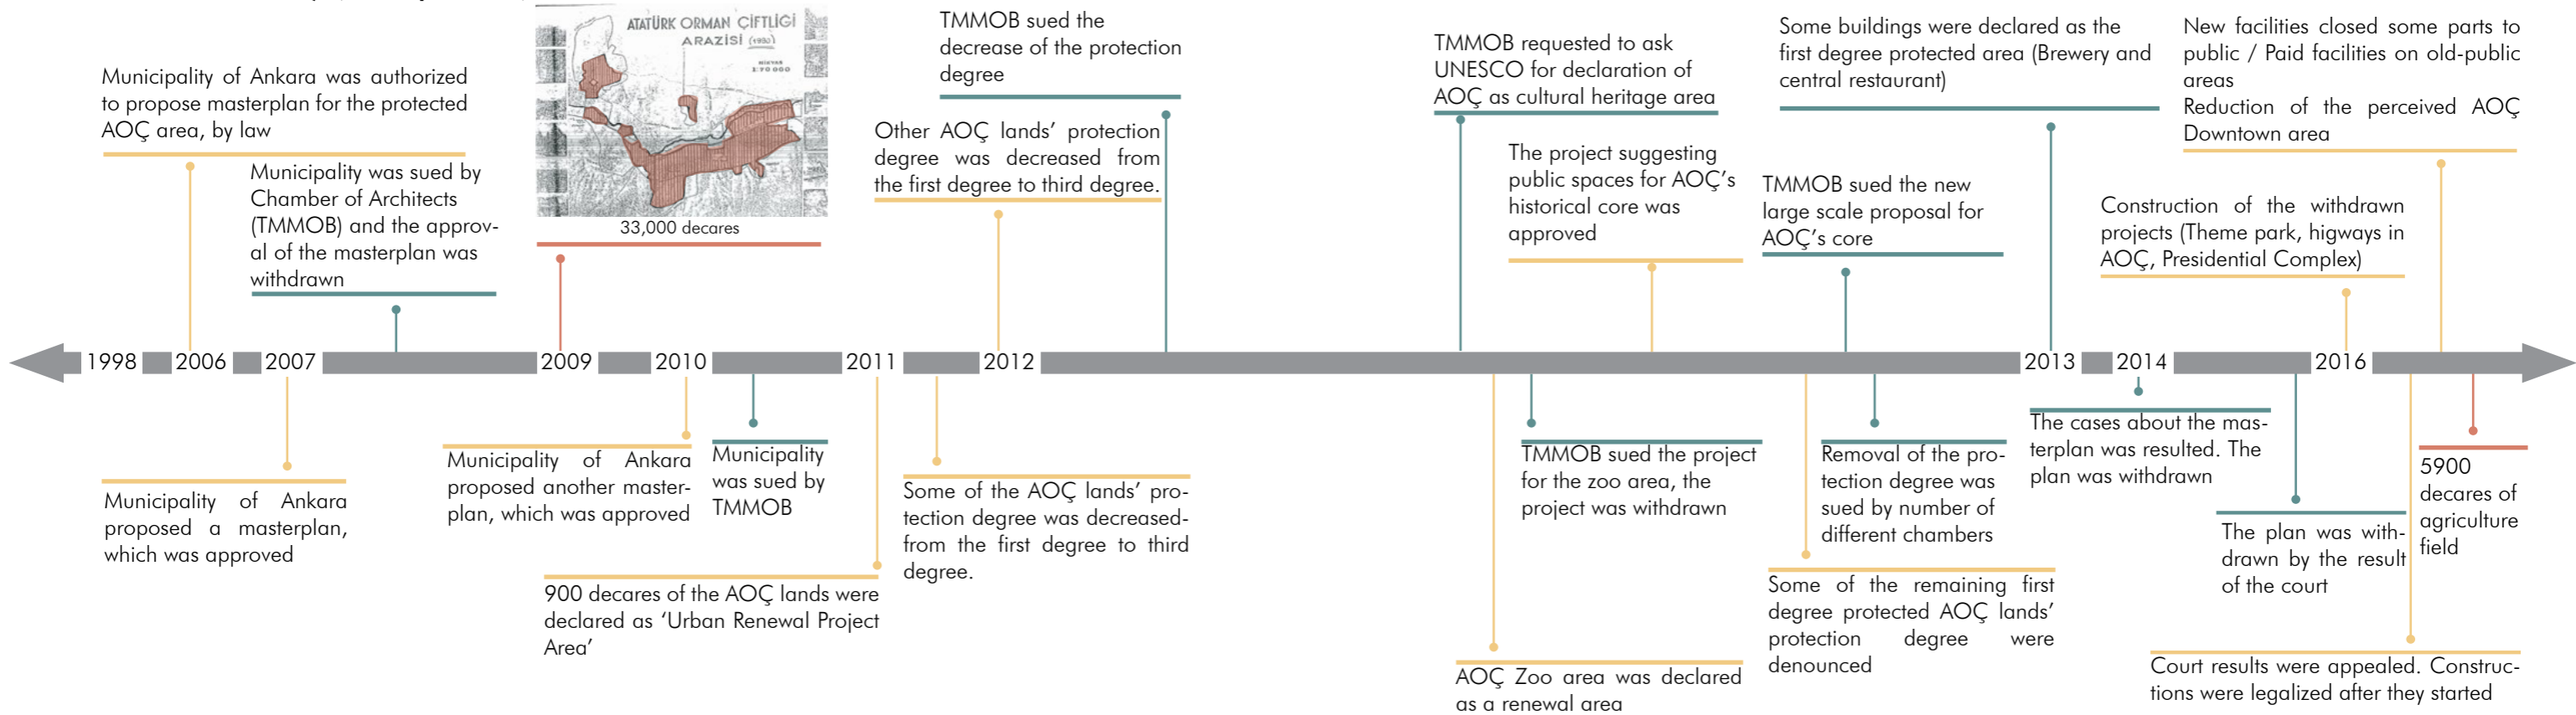 Municipality of Ankara was authorized
to propose masterplan for the protected
AOÇ area, by law
Municipality was sued by
Chamber of Architects
(TMMOB) and the approv-
al of the masterplan was
withdrawn
ATATÜRK ORMAN ÇİFTLİĞİ
ARAZİSİ (1950)
33,000 decares
TMMOB sued the
decrease of the protection
degree
Other AOÇ lands’ protection
degree was decreased from
the first degree to third degree.
TMMOB requested to ask
UNESCO for declaration of
AOÇ as cultural heritage area
The project suggesting
public spaces for AOÇ’s
historical core was
approved
Some buildings were declared as the
first degree protected area (Brewery and
central restaurant)
TMMOB sued the new
large scale proposal for
AOÇ’s core
New facilities closed some parts to
public / Paid facilities on old-public
areas
Reduction of the perceived AOÇ
Downtown area
Construction of the withdrawn
projects (Theme park, higways in
AOÇ, Presidential Complex)
1998 2006 2007 2009 2010 2011 2012 2013 2014 2016
Municipality of Ankara
proposed a masterplan,
which was approved
Municipality of Ankara
proposed another master-
plan, which was approved
Municipality
was sued by
TMMOB
900 decares of the AOÇ lands were
declared as ‘Urban Renewal Project
Area’
Some of the AOÇ lands’ pro-
tection degree was decreased-
from the first degree to third
degree.
TMMOB sued the project
for the zoo area, the
project was withdrawn
AOÇ Zoo area was declared
as a renewal area
Removal of the pro-
tection degree was
sued by number of
different chambers
Some of the remaining first
degree protected AOÇ lands’
protection degree were
denounced
The cases about the mas-
terplan was resulted. The
plan was withdrawn
The plan was with-
drawn by the result
of the court
5900
decares of
agriculture
field
Court results were appealed. Construc-
tions were legalized after they started